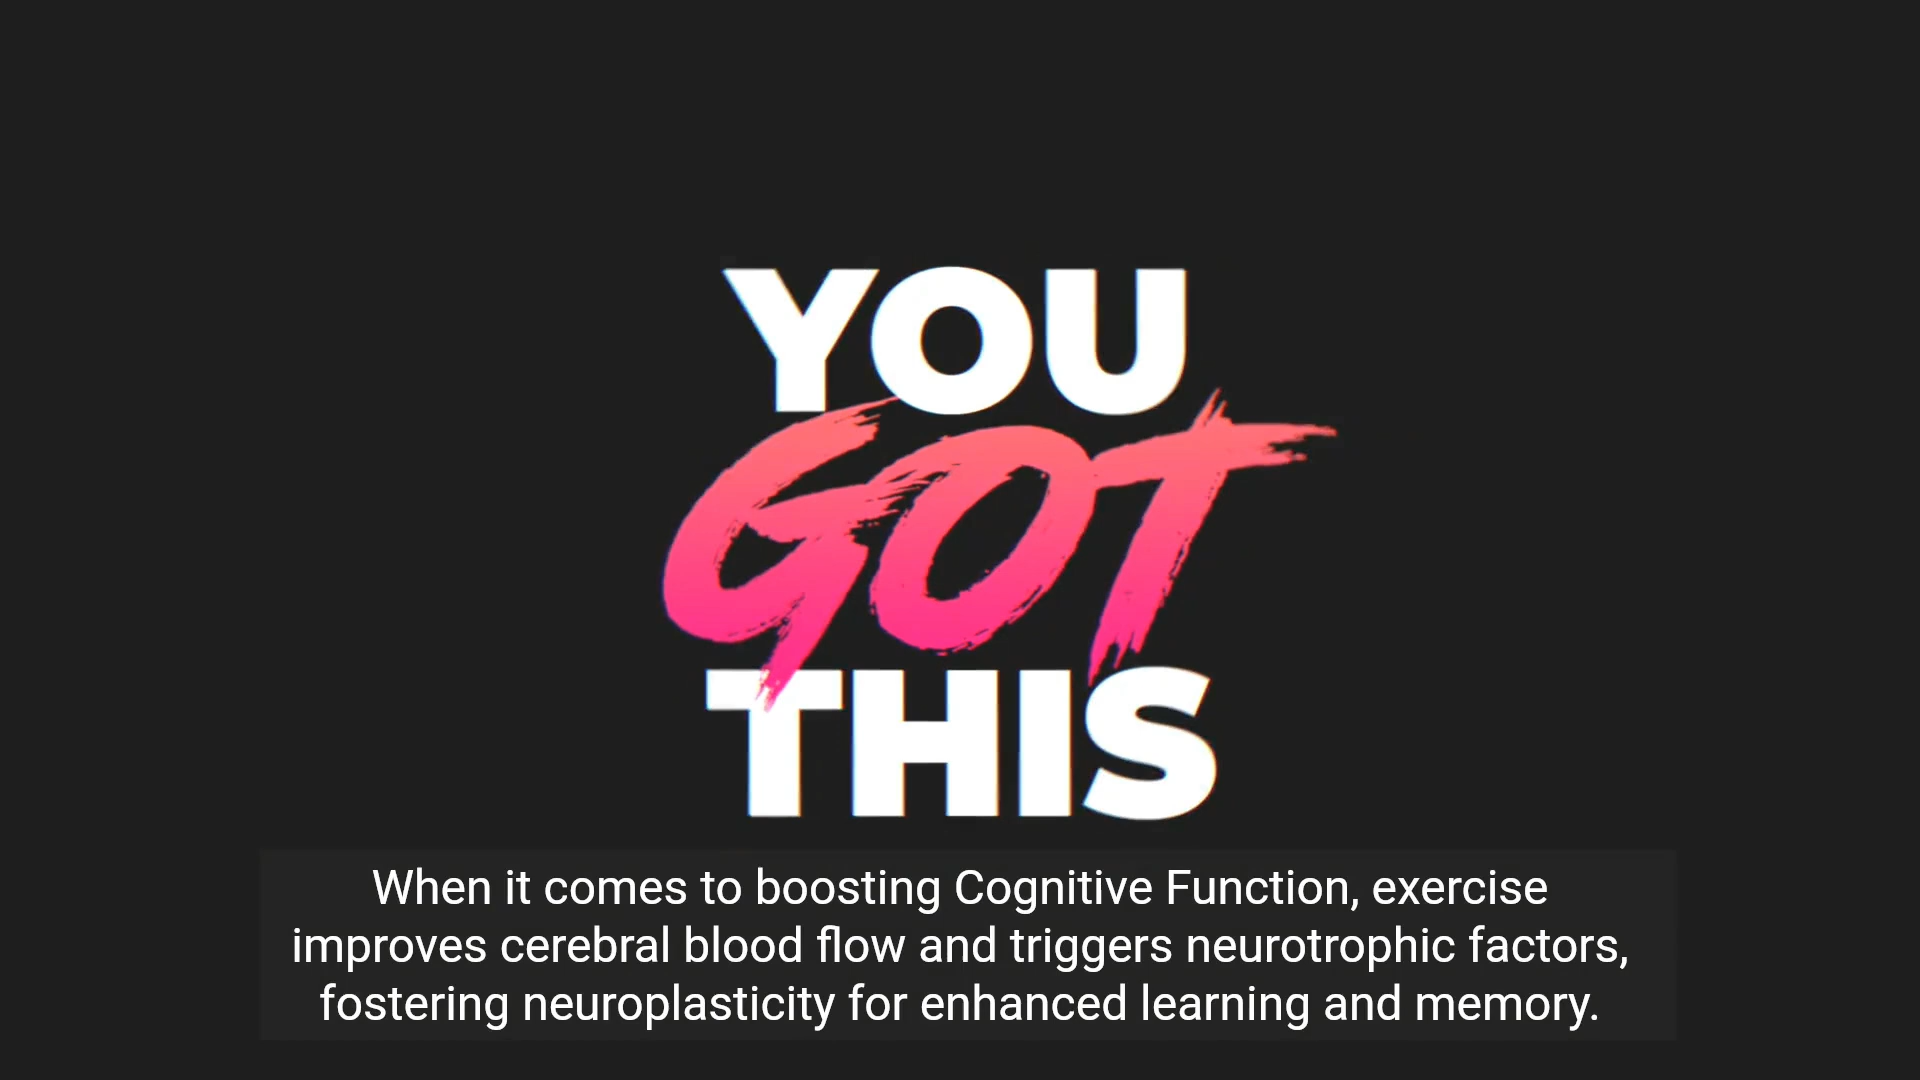 YOU
GOT
THIS
When it comes to boosting Cognitive Function, exercise
improves cerebral blood flow and triggers neurotrophic factors,
fostering neuroplasticity for enhanced learning and memory.